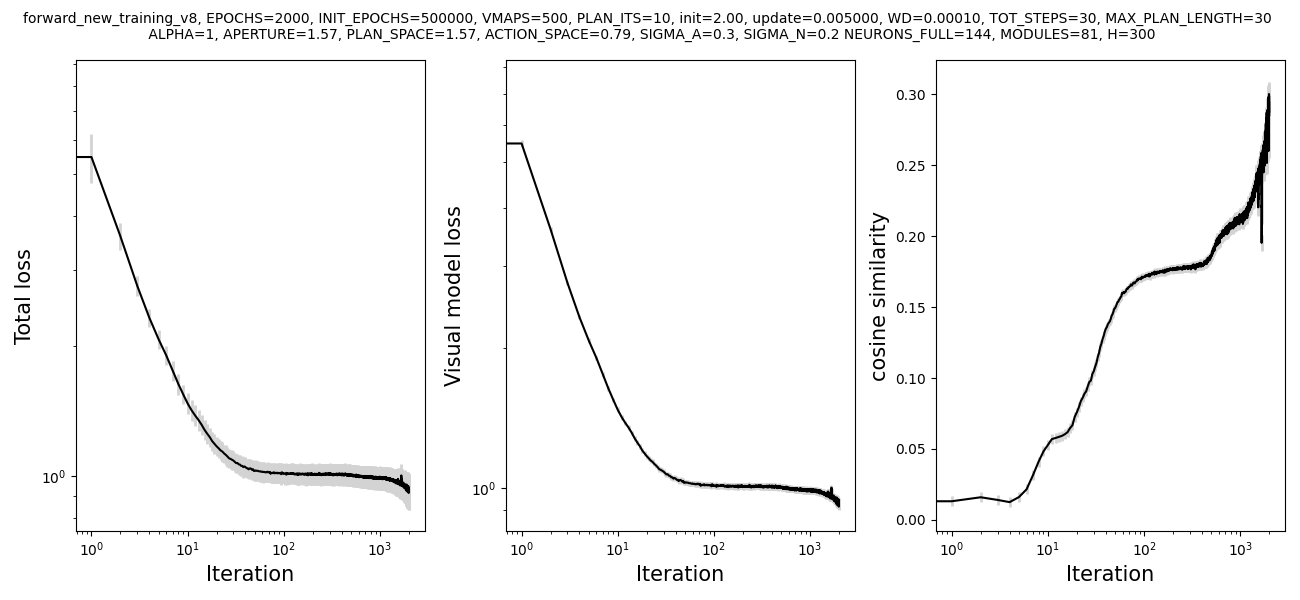 forward_new_training_v8, EPOCHS=2000, INIT_EPOCHS=500000, VMAPS=500, PLAN_ITS=10, init=2.00, update=0.005000, WD=0.00010, TOT_STEPS=30, MAX_PLAN_LENGTH=30
ALPHA=1, APERTURE=1.57, PLAN_SPACE=1.57, ACTION_SPACE=0.79, SIGMA_A=0.3, SIGMA_N=0.2 NEURONS_FULL=144, MODULES=81, H=300
Total loss
10⁰
10⁰ 10¹ 10² 10³
Iteration
Visual model loss
10⁰
10⁰ 10¹ 10² 10³
Iteration
cosine similarity
0.30
0.25
0.20
0.15
0.10
0.05
0.00
10⁰ 10¹ 10² 10³
Iteration